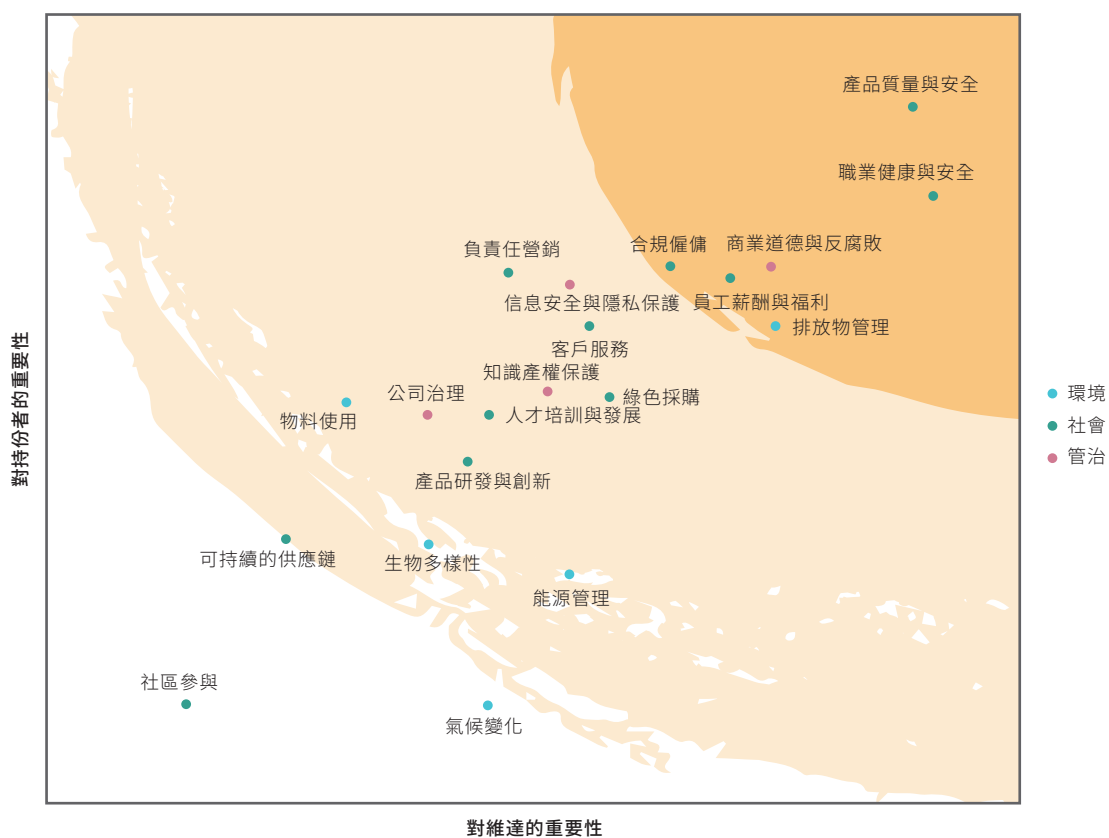 產品質量與安全
職業健康與安全
負責任營銷
合規僱傭
商業道德與反腐敗
信息安全與隱私保護
員工薪酬與福利
排放物管理
客戶服務
知識產權保護
公司治理
綠色採購
物料使用
人才培訓與發展
產品研發與創新
可持續的供應鏈
生物多樣性
能源管理
社區參與
氣候變化
對持份者的重要性
環境
社會
管治
對維達的重要性